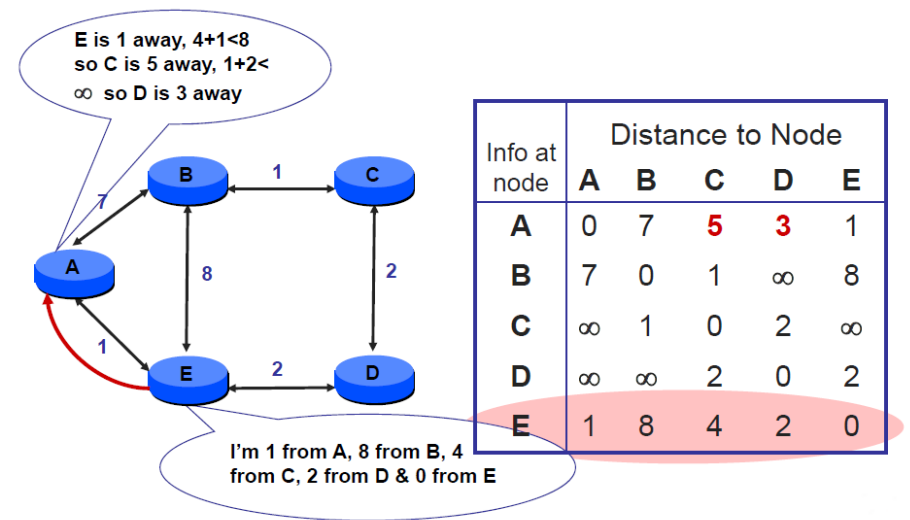 E is 1 away, 4+1<8
so C is 5 away, 1+2<
∞ so D is 3 away
B
1
C
7
A
8
2
1
E
2
D
I'm 1 from A, 8 from B, 4
from C, 2 from D & 0 from E
Info at
node
Distance to Node
A B C D E
A 0 7 5 3 1
B 7 0 1 ∞ 8
C ∞ 1 0 2 ∞
D ∞ ∞ 2 0 2
E 1 8 4 2 0